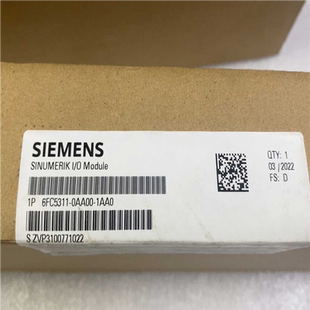 SIEMENS
SINUMERIK I/O Module
1P 6FC5311-0AA00-1AA0
S ZVP3100771022
QTY: 1
03 / 2022
FS: D